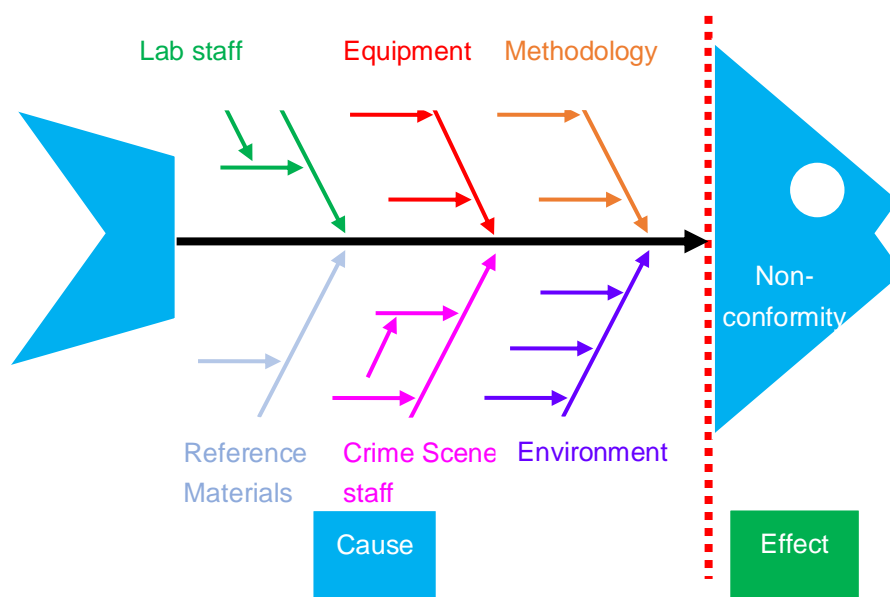 Lab staff
Equipment
Methodology
Non-
conformity
Reference
Materials
Crime Scene
staff
Environment
Cause
Effect